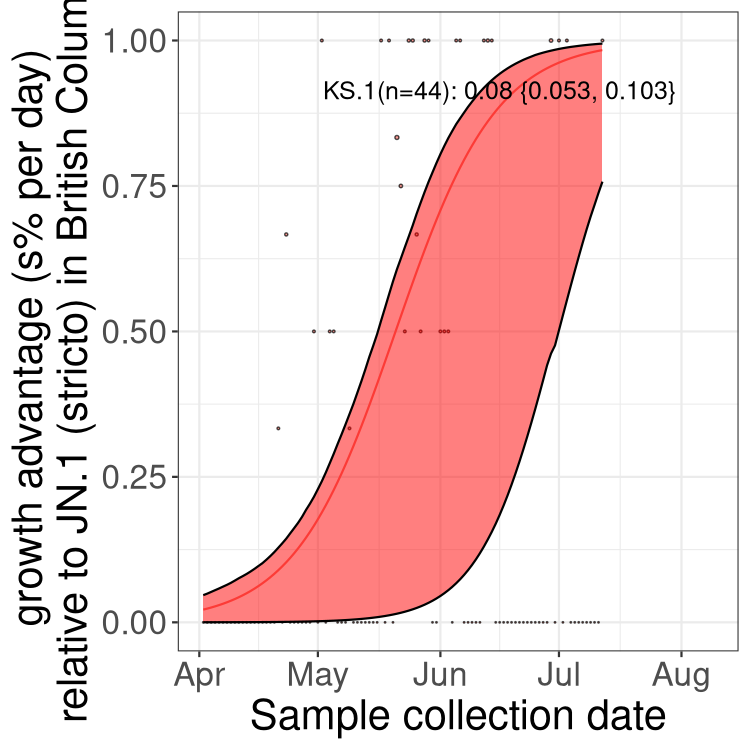 growth advantage (s% per day)
relative to JN.1 (stricto) in British Colum
1.00
0.75
0.50
0.25
0.00
KS.1(n=44): 0.08 {0.053, 0.103}
Apr May Jun Jul Aug
Sample collection date